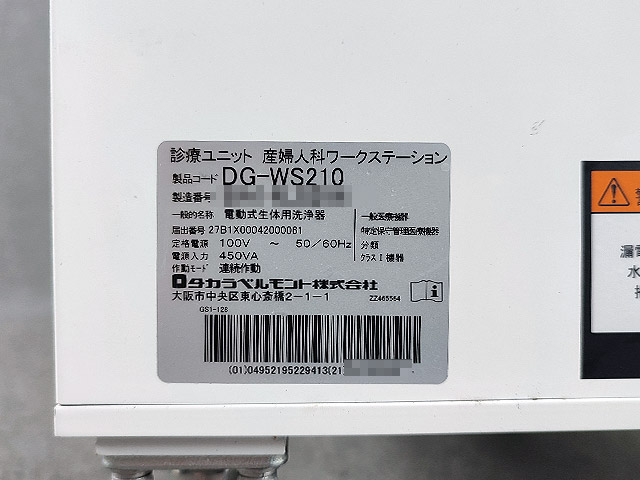 診療ユニット 産婦人科ワークステーション
製品コード DG-WS210
製造番号
一般的名称 電動式生体用洗浄器 一般医療機器
届出番号 27B1X00042000061 特定保守管理医療機器
定格電源 100V ～ 50/60Hz 分類
電源入力 450VA クラスⅠ機器
作動モード 連続作動
タカラベルモント株式会社
大阪市中央区東心斎橋2-1-1 ZZ465564
GS1-128
(01)04952195229413(21)
漏電
水